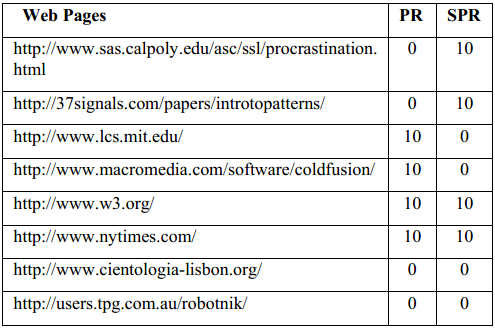 Web Pages PR SPR
http://www.sas.calpoly.edu/asc/ssl/procrastination. 0 10
html
http://37signals.com/papers/introtopatterns/ 0 10
http://www.lcs.mit.edu/ 10 0
http://www.macromedia.com/software/coldfusion/ 10 0
http://www.w3.org/ 10 10
http://www.nytimes.com/ 10 10
http://www.cientologia-lisbon.org/ 0 0
http://users.tpg.com.au/robotnik/ 0 0